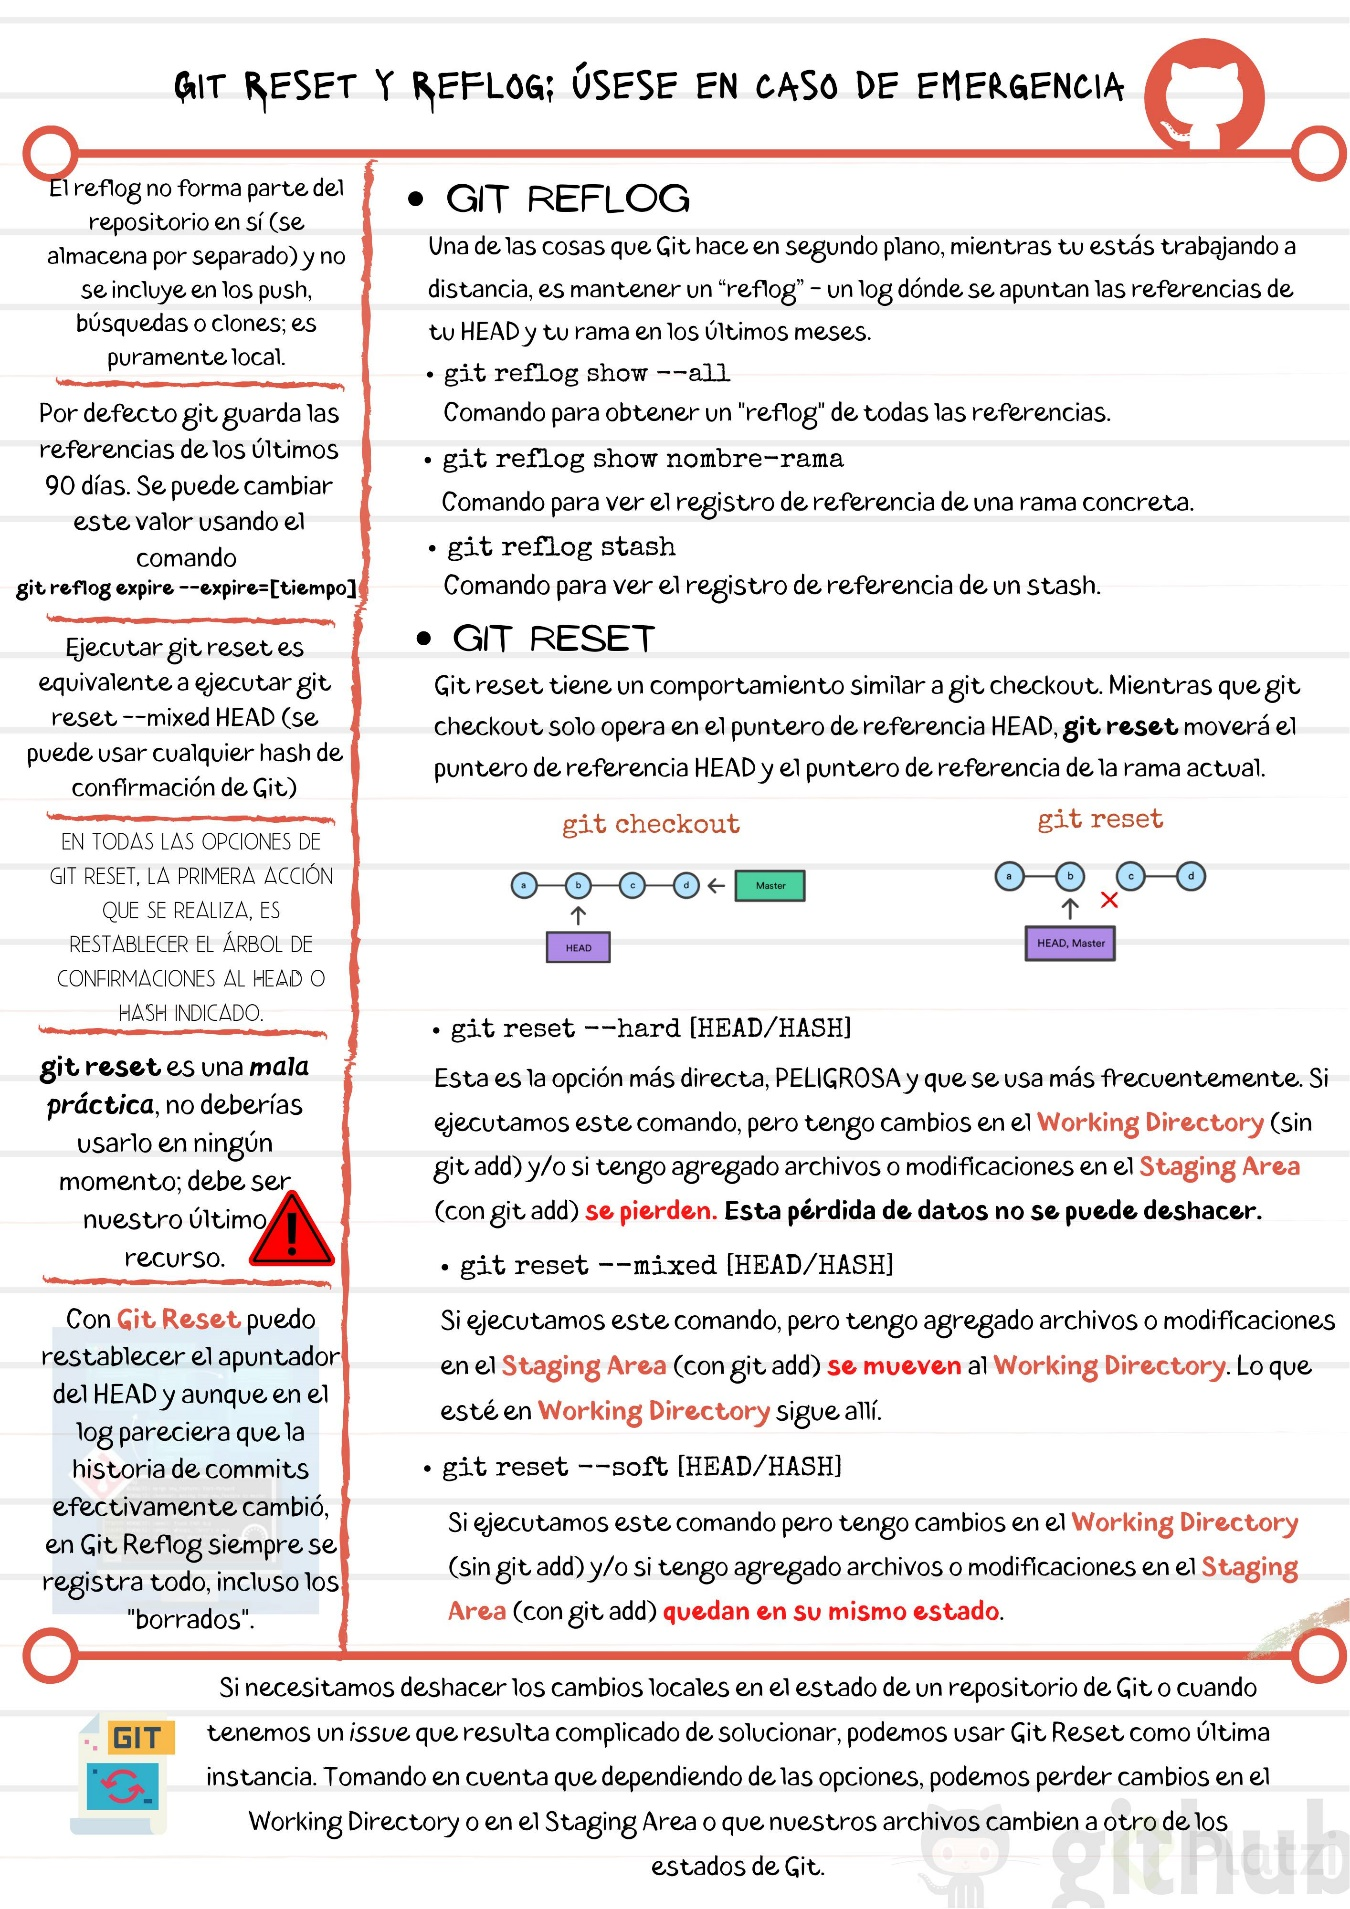 GIT RESET Y REFLOG; ÚSESE EN CASO DE EMERGENCIA
El reflog no forma parte del
repositorio en sí (se
almacena por separado) y no
se incluye en los push,
búsquedas o clones; es
puramente local.
Por defecto git guarda las
referencias de los últimos
90 días. Se puede cambiar
este valor usando el
comando
git reflog expire --expire=[tiempo]
Ejecutar git reset es
equivalente a ejecutar git
reset --mixed HEAD (se
puede usar cualquier hash de
confirmación de Git)
EN TODAS LAS OPCIONES DE
GIT RESET, LA PRIMERA ACCIÓN
QUE SE REALIZA, ES
RESTABLECER EL ÁRBOL DE
CONFIRMACIONES AL HEAD O
HASH INDICADO.
git reset es una mala
práctica, no deberías
usarlo en ningún
momento; debe ser
nuestro último
recurso.
Con Git Reset puedo
restablecer el apuntador
del HEAD y aunque en el
log pareciera que la
historia de commits
efectivamente cambió,
en Git Reflog siempre se
registra todo, incluso los
"borrados".
• GIT REFLOG
Una de las cosas que Git hace en segundo plano, mientras tu estás trabajando a
distancia, es mantener un “reflog” - un log dónde se apuntan las referencias de
tu HEAD y tu rama en los últimos meses.
• git reflog show --all
Comando para obtener un "reflog" de todas las referencias.
• git reflog show nombre-rama
Comando para ver el registro de referencia de una rama concreta.
• git reflog stash
Comando para ver el registro de referencia de un stash.
• GIT RESET
Git reset tiene un comportamiento similar a git checkout. Mientras que git
checkout solo opera en el puntero de referencia HEAD, git reset moverá el
puntero de referencia HEAD y el puntero de referencia de la rama actual.
git checkout
a b c d Master
HEAD
git reset
a b c d
HEAD, Master
• git reset --hard [HEAD/HASH]
Esta es la opción más directa, PELIGROSA y que se usa más frecuentemente. Si
ejecutamos este comando, pero tengo cambios en el Working Directory (sin
git add) y/o si tengo agregado archivos o modificaciones en el Staging Area
(con git add) se pierden. Esta pérdida de datos no se puede deshacer.
• git reset --mixed [HEAD/HASH]
Si ejecutamos este comando, pero tengo agregado archivos o modificaciones
en el Staging Area (con git add) se mueven al Working Directory. Lo que
esté en Working Directory sigue allí.
• git reset --soft [HEAD/HASH]
Si ejecutamos este comando pero tengo cambios en el Working Directory
(sin git add) y/o si tengo agregado archivos o modificaciones en el Staging
Area (con git add) quedan en su mismo estado.
GIT
Si necesitamos deshacer los cambios locales en el estado de un repositorio de Git o cuando
tenemos un issue que resulta complicado de solucionar, podemos usar Git Reset como última
instancia. Tomando en cuenta que dependiendo de las opciones, podemos perder cambios en el
Working Directory o en el Staging Area o que nuestros archivos cambien a otro de los
estados de Git.
github
Platzi